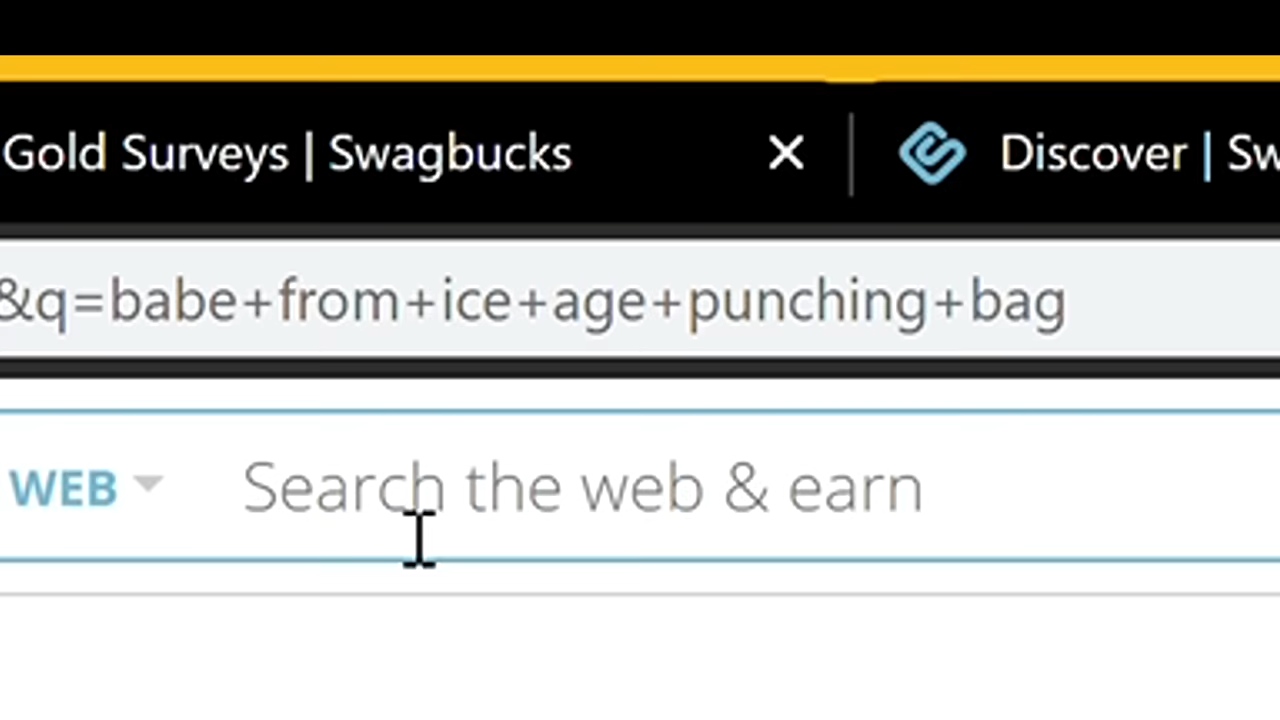 Gold Surveys | Swagbucks
Discover | Sw
&q=babe+from+ice+age+punching+bag
WEB
Search the web & earn